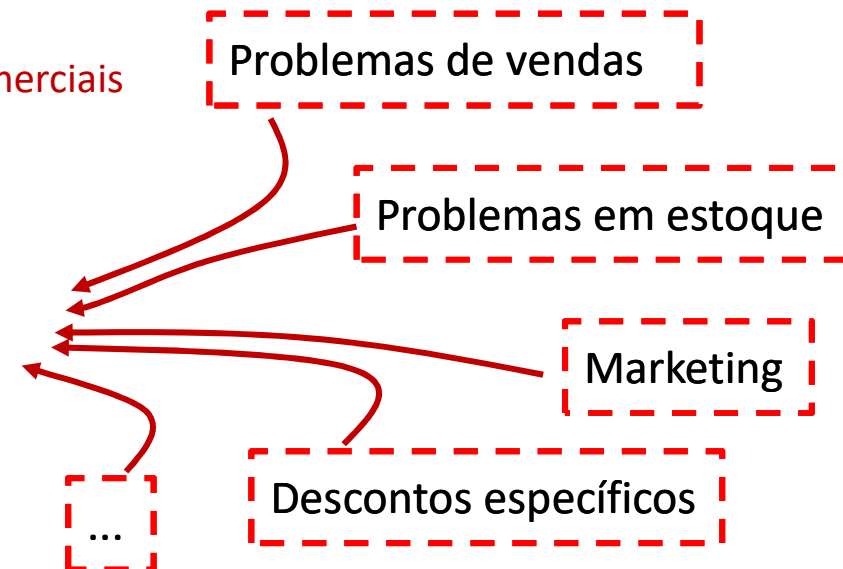 Problemas de vendas
merciais
Problemas em estoque
Marketing
Descontos específicos
...